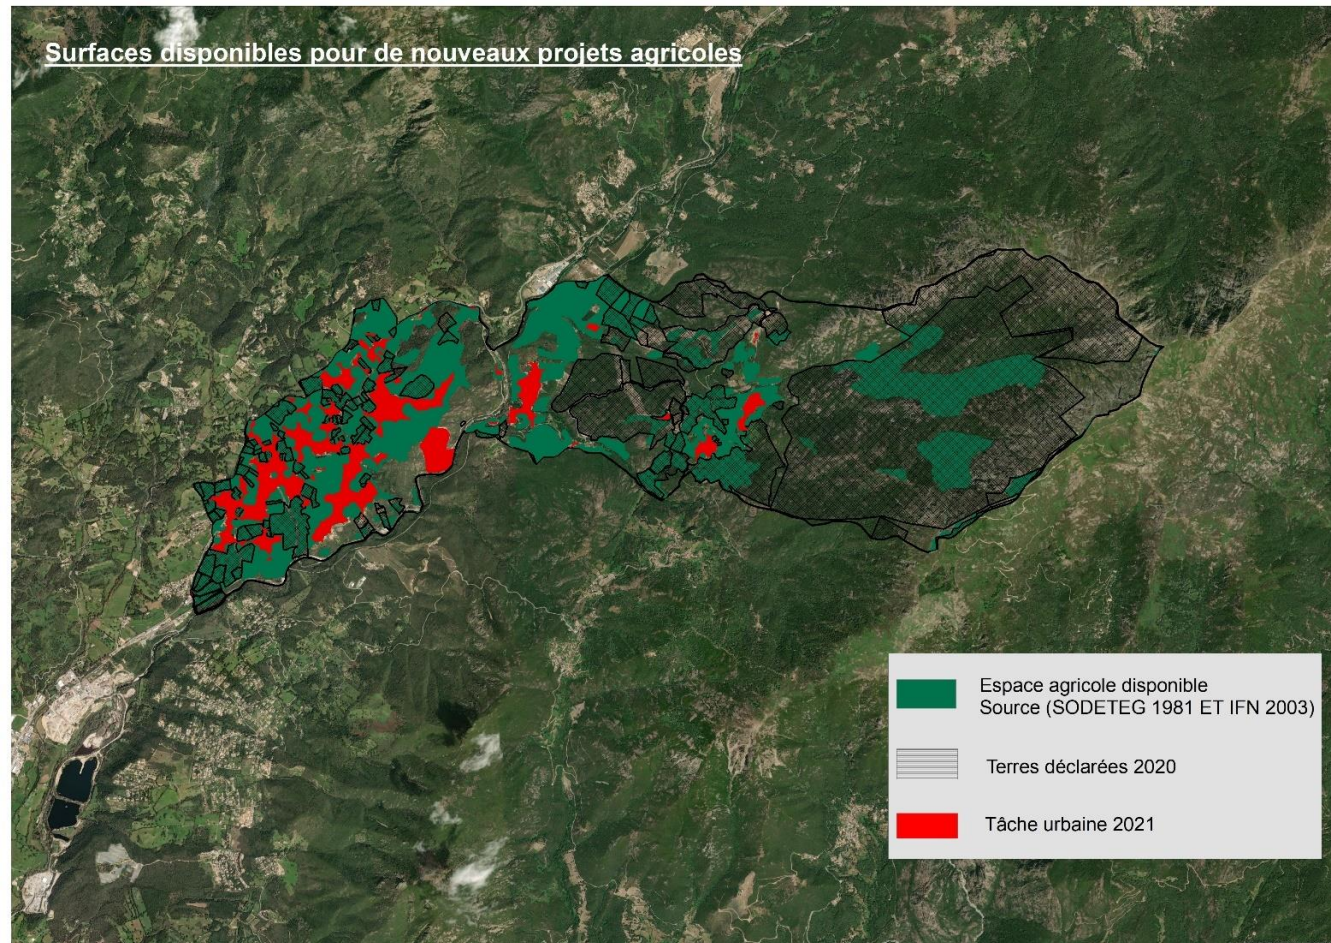 Surfaces disponibles pour de nouveaux projets agricoles
Espace agricole disponible
Source (SODETEG 1981 ET IFN 2003)
Terres déclarées 2020
Tâche urbaine 2021